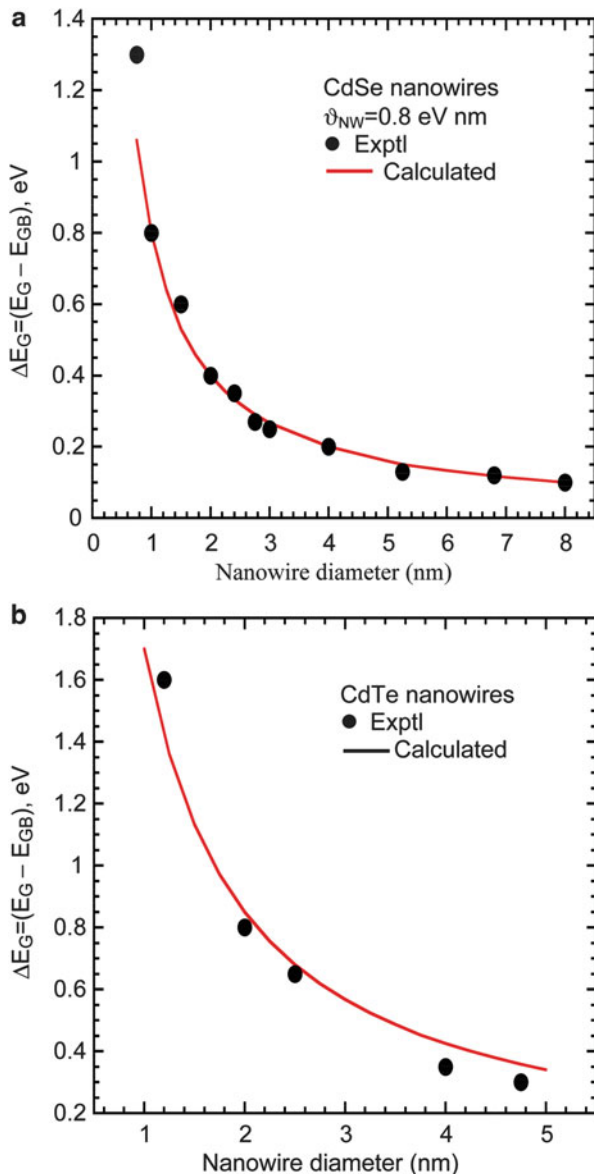 a
1.4
1.2
1
0.8
0.6
0.4
0.2
0
ΔE_G=(E_G – E_GB), eV
CdSe nanowires
ϑ_NW=0.8 eV nm
Exptl
Calculated
0 1 2 3 4 5 6 7 8
Nanowire diameter (nm)
b
1.8
1.6
1.4
1.2
1
0.8
0.6
0.4
0.2
ΔE_G=(E_G – E_GB), eV
CdTe nanowires
Exptl
Calculated
1 2 3 4 5
Nanowire diameter (nm)